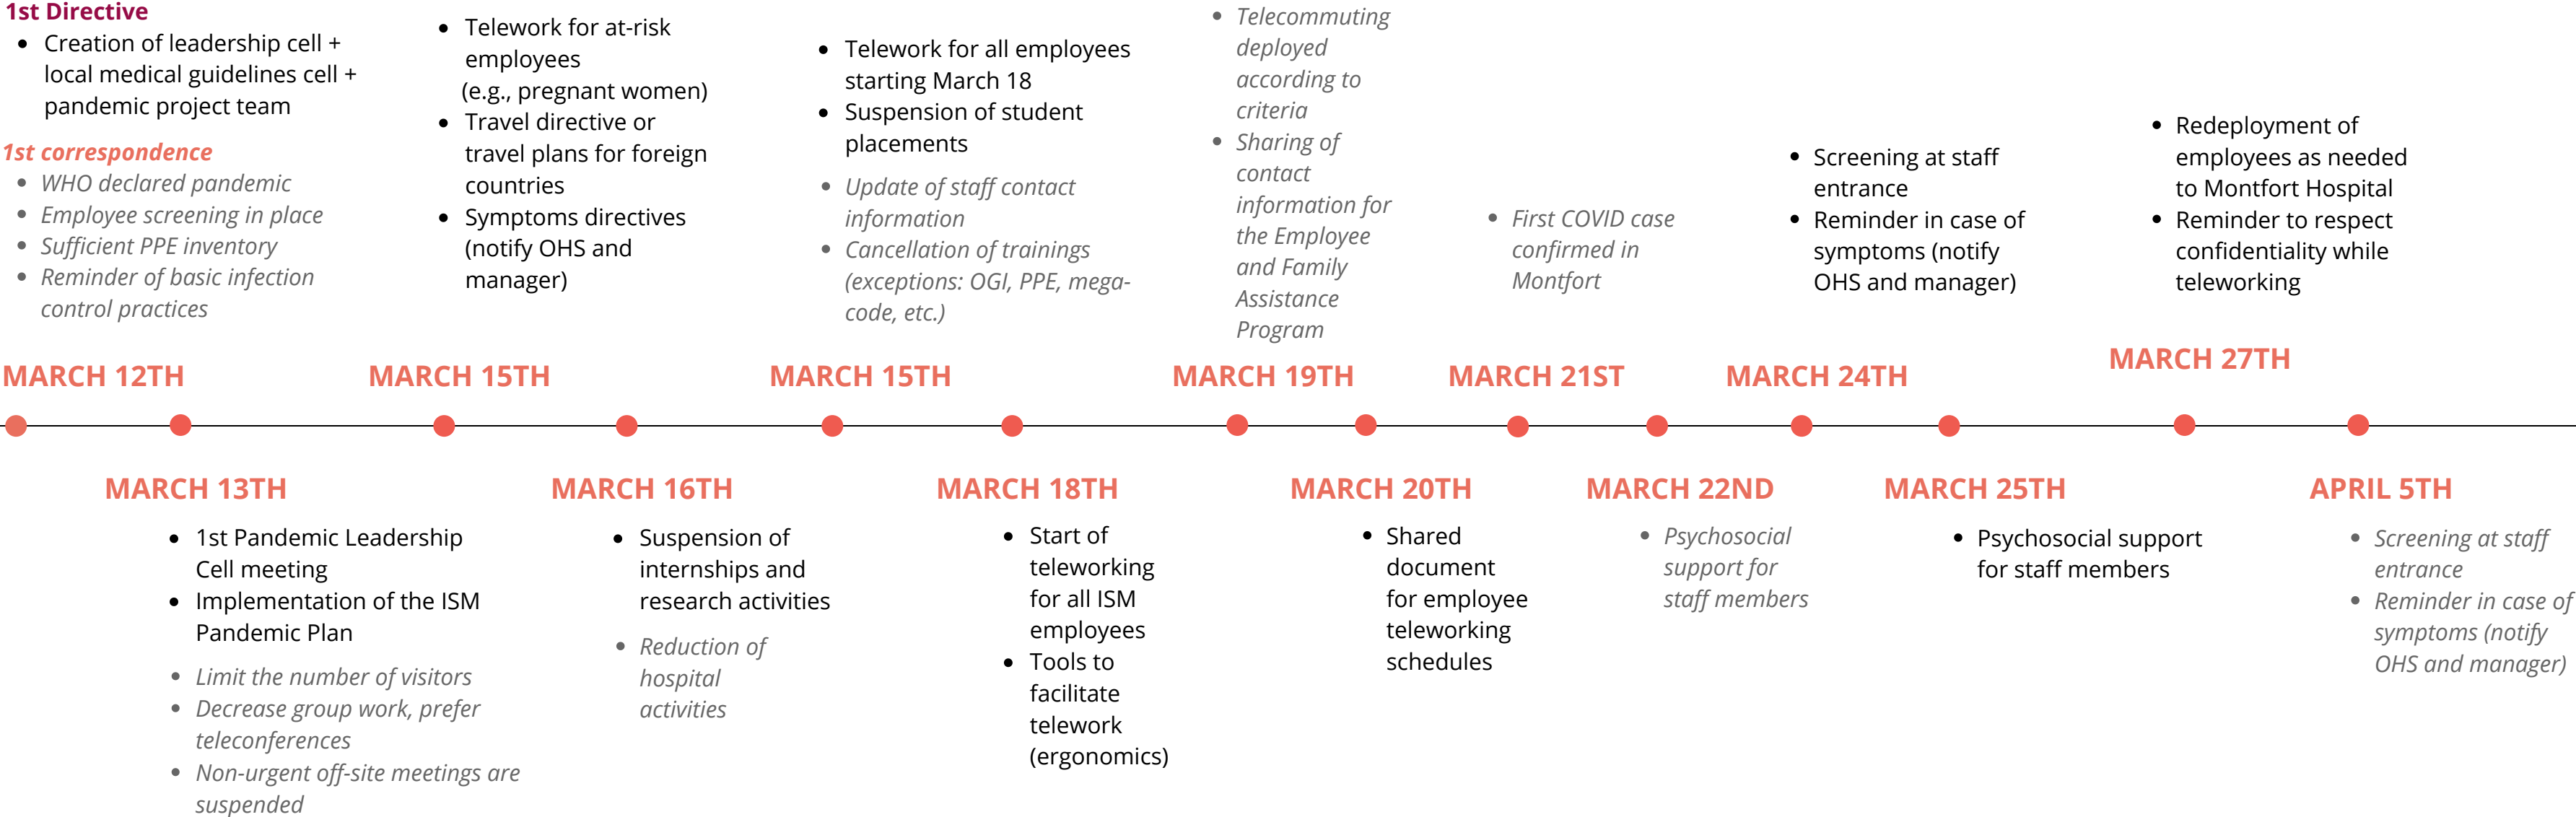 1st Directive
Creation of leadership cell +
local medical guidelines cell +
pandemic project team
1st correspondence
WHO declared pandemic
Employee screening in place
Sufficient PPE inventory
Reminder of basic infection
control practices
MARCH 12TH
Telework for at-risk
employees
(e.g., pregnant women)
Travel directive or
travel plans for foreign
countries
Symptoms directives
(notify OHS and
manager)
MARCH 15TH
Telework for all employees
starting March 18
Suspension of student
placements
Update of staff contact
information
Cancellation of trainings
(exceptions: OGI, PPE, mega-
code, etc.)
MARCH 15TH
Telecommuting
deployed
according to
criteria
Sharing of
contact
information for
the Employee
and Family
Assistance
Program
MARCH 19TH
First COVID case
confirmed in
Montfort
MARCH 21ST
Screening at staff
entrance
Reminder in case of
symptoms (notify
OHS and manager)
MARCH 24TH
Redeployment of
employees as needed
to Montfort Hospital
Reminder to respect
confidentiality while
teleworking
MARCH 27TH
MARCH 13TH
1st Pandemic Leadership
Cell meeting
Implementation of the ISM
Pandemic Plan
Limit the number of visitors
Decrease group work, prefer
teleconferences
Non-urgent off-site meetings are
suspended
MARCH 16TH
Suspension of
internships and
research activities
Reduction of
hospital
activities
MARCH 18TH
Start of
teleworking
for all ISM
employees
Tools to
facilitate
telework
(ergonomics)
MARCH 20TH
Shared
document
for employee
teleworking
schedules
MARCH 22ND
Psychosocial
support for
staff members
MARCH 25TH
Psychosocial support
for staff members
APRIL 5TH
Screening at staff
entrance
Reminder in case of
symptoms (notify
OHS and manager)